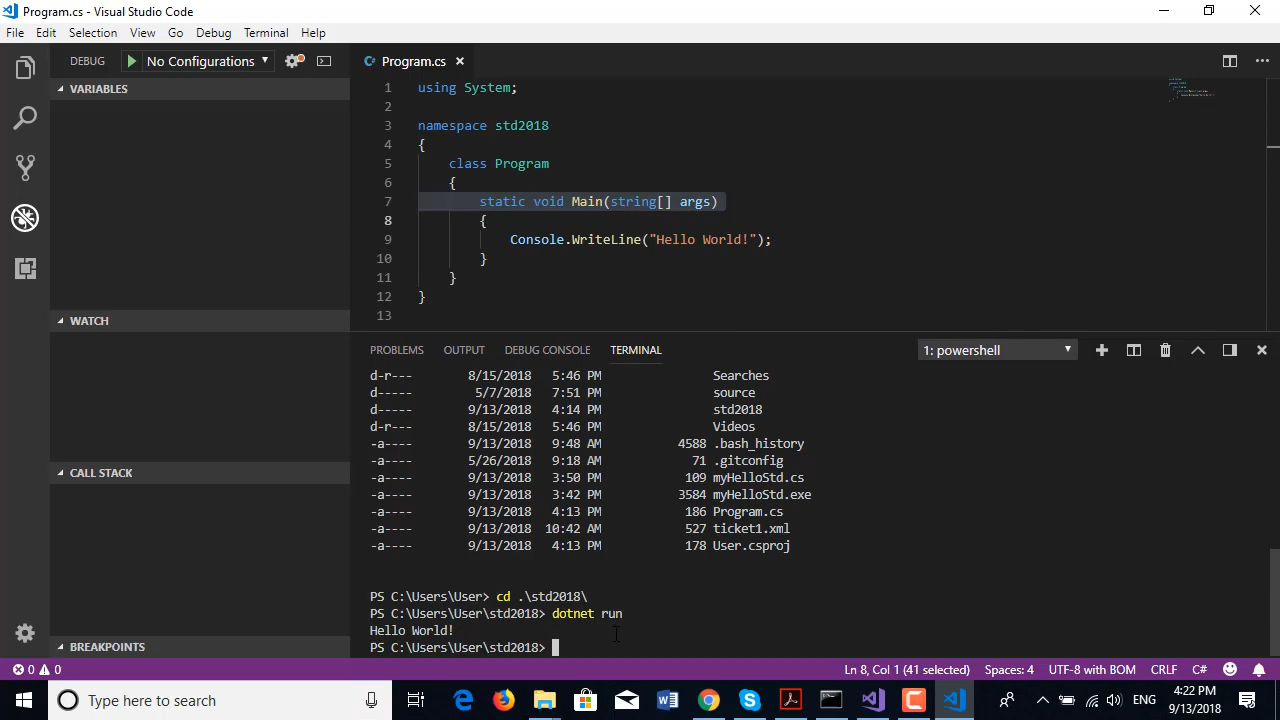 Program.cs - Visual Studio Code
File Edit Selection View Go Debug Terminal Help
DEBUG No Configurations
Program.cs
VARIABLES
WATCH
CALL STACK
BREAKPOINTS
1 using System;
2
3 namespace std2018
4 {
5 class Program
6 {
7 static void Main(string[] args)
8 {
9 Console.WriteLine("Hello World!");
10 }
11 }
12 }
13
PROBLEMS OUTPUT DEBUG CONSOLE TERMINAL 1: powershell
d-r--- 8/15/2018 5:46 PM Searches
d----- 5/7/2018 7:51 PM source
d----- 9/13/2018 4:14 PM std2018
d-r--- 8/15/2018 5:46 PM Videos
-a---- 9/13/2018 9:48 AM 4588 .bash_history
-a---- 5/26/2018 9:18 AM 71 .gitconfig
-a---- 9/13/2018 3:50 PM 109 myHelloStd.cs
-a---- 9/13/2018 3:42 PM 3584 myHelloStd.exe
-a---- 9/13/2018 4:13 PM 186 Program.cs
-a---- 9/13/2018 10:42 AM 527 ticket1.xml
-a---- 9/13/2018 4:13 PM 178 User.csproj
PS C:\Users\User> cd .\std2018\
PS C:\Users\User\std2018> dotnet run
Hello World!
PS C:\Users\User\std2018>
0 0 Ln 8, Col 1 (41 selected) Spaces: 4 UTF-8 with BOM CRLF C#
Type here to search
ENG
4:22 PM
9/13/2018